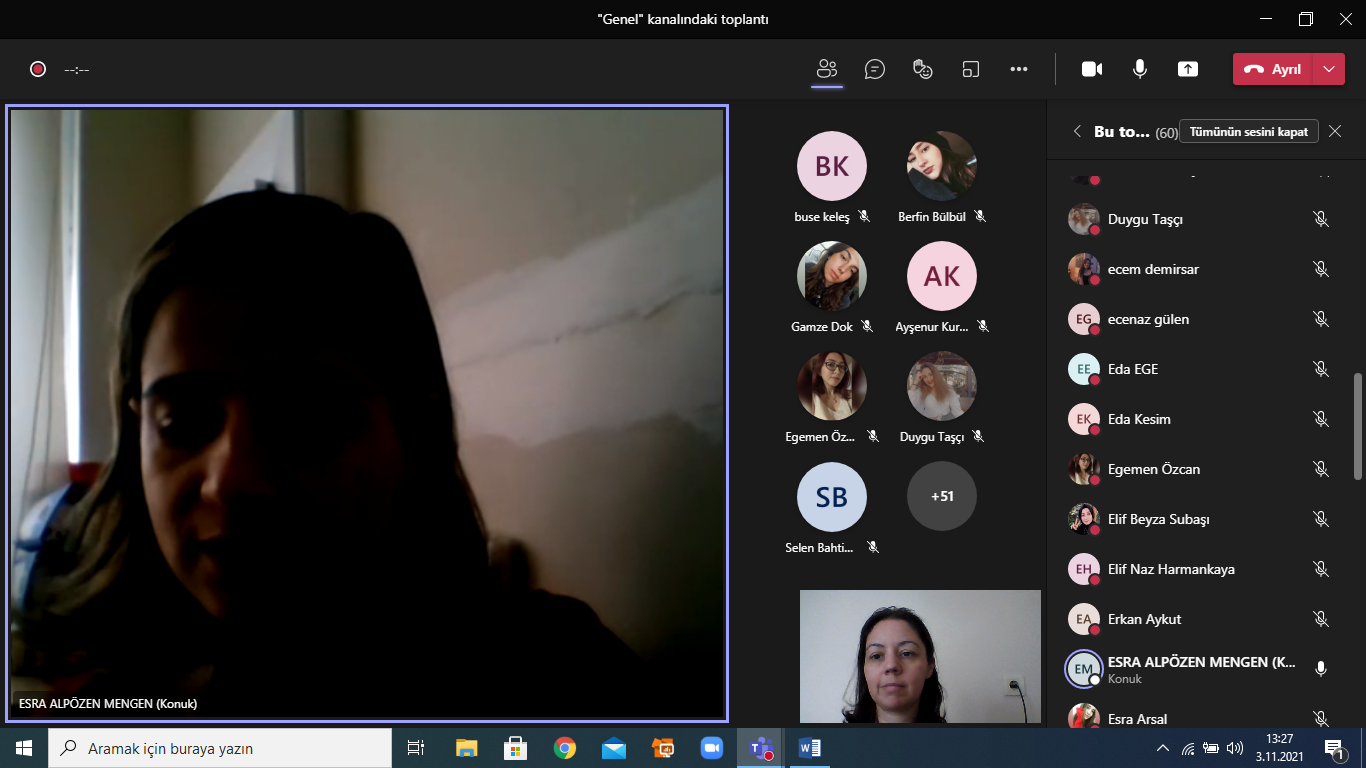 "Genel" kanalındaki toplantı
--:--
Ayrıl
Bu to... (60) Tümünün sesini kapat
BK
buse keleş
Berfin Bülbül
Gamze Dok
AK
Ayşenur Kur...
Egemen Öz...
Duygu Taşçı
SB
Selen Bahti...
+51
ESRA ALPÖZEN MENGEN (Konuk)
Duygu Taşçı
ecem demirsar
EG
ecenaz gülen
EE
Eda EGE
EK
Eda Kesim
Egemen Özcan
Elif Beyza Subaşı
EH
Elif Naz Harmankaya
EA
Erkan Aykut
EM
ESRA ALPÖZEN MENGEN (K...
Konuk
Esra Arsal
Aramak için buraya yazın
13:27
3.11.2021
1